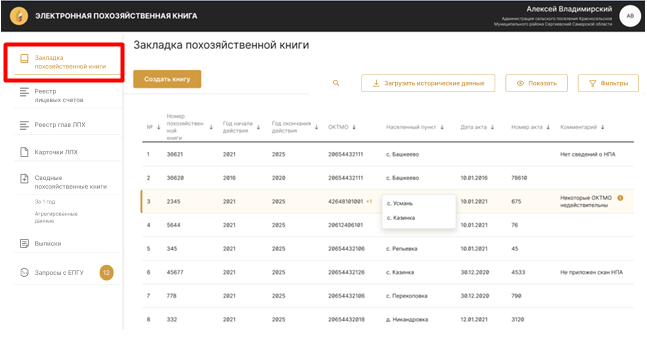 ЭЛЕКТРОННАЯ ПОХОЗЯЙСТВЕННАЯ КНИГА
Алексей Владимирский
Администрация сельского поселения Красносельское
Муниципального района Сергиевский Самарской области
АВ
Закладка
похозяйственной книги
Реестр
лицевых счетов
Реестр глав ЛПХ
Карточки ЛПХ
Сводные
похозяйственные книги
За 1 год
Агрегированные
данные
Выписки
Запросы с ЕПГУ 12
Закладка похозяйственной книги
Создать книгу
Загрузить исторические данные
Показать
Фильтры
№ Номер похозяйствен ной книги Год начала действия Год окончания действия ОКТМО Населенный пункт Дата акта Номер акта Комментарий
1 36621 2021 2025 20654432111 с. Башкеево Нет сведений о НПА
2 36620 2016 2020 20654432111 с. Башкеево 10.01.2016 78610
3 2345 2021 2025 42648101001 +1 с. Усмань 10.01.2021 675 Некоторые ОКТМО недействительны
с. Казинка
4 5644 2021 2025 20612406101 10.01.2021 76
5 345 2021 2025 20654432106 с. Репьевка 10.01.2021 45
6 45677 2021 2025 20654432126 с. Казинка 30.12.2020 4533 Не приложен скан НПА
7 778 2021 2025 20654432106 с. Перекоповка 30.12.2020 790
8 332 2021 2025 20654432018 д. Никандровка 12.01.2021 3120